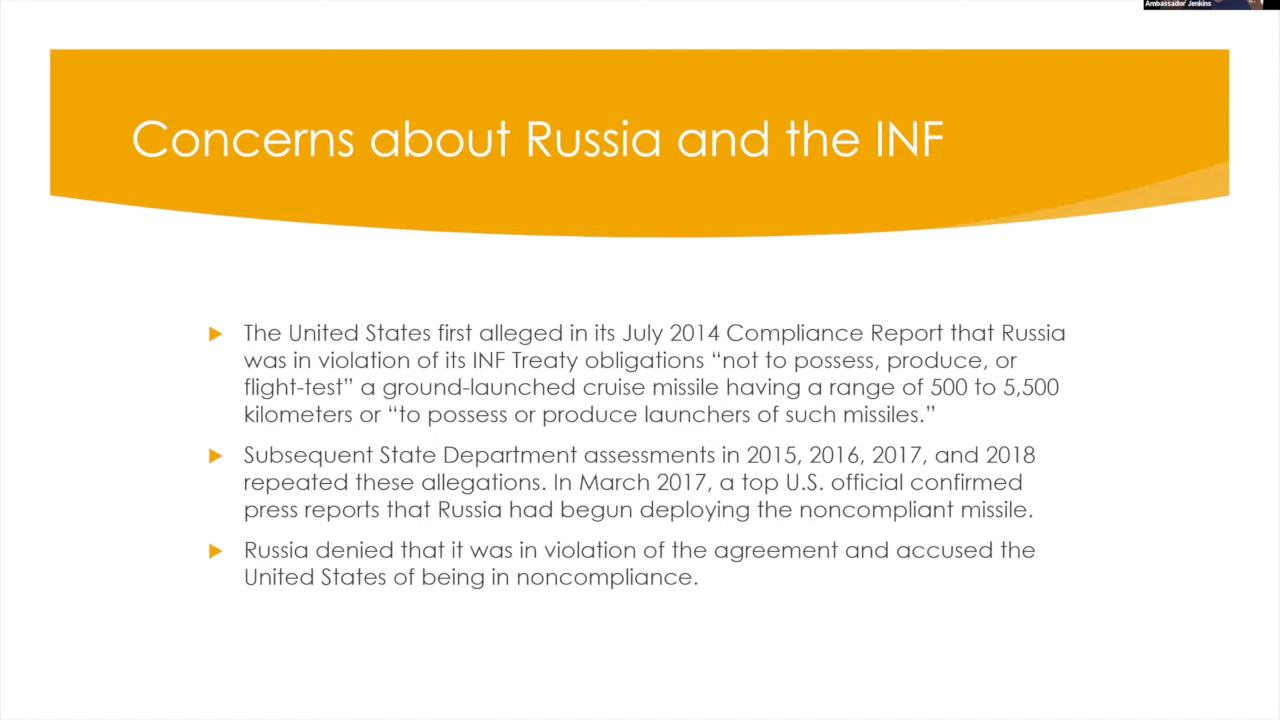 Ambassador Jenkins
Concerns about Russia and the INF
The United States first alleged in its July 2014 Compliance Report that Russia
was in violation of its INF Treaty obligations “not to possess, produce, or
flight-test” a ground-launched cruise missile having a range of 500 to 5,500
kilometers or “to possess or produce launchers of such missiles.”
Subsequent State Department assessments in 2015, 2016, 2017, and 2018
repeated these allegations. In March 2017, a top U.S. official confirmed
press reports that Russia had begun deploying the noncompliant missile.
Russia denied that it was in violation of the agreement and accused the
United States of being in noncompliance.